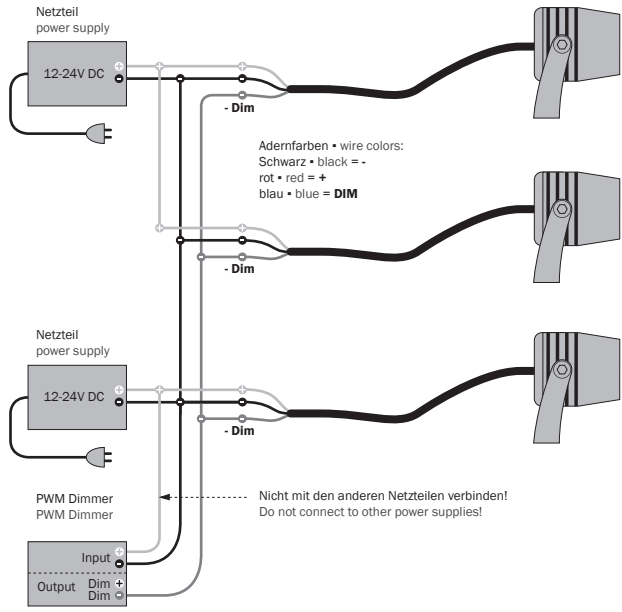 Netzteil
power supply
12-24V DC
- Dim
Adernfarben ▪ wire colors:
Schwarz ▪ black = -
rot ▪ red = +
blau ▪ blue = DIM
- Dim
Netzteil
power supply
12-24V DC
- Dim
PWM Dimmer
PWM Dimmer
Nicht mit den anderen Netzteilen verbinden!
Do not connect to other power supplies!
Input
Output Dim +
Dim -